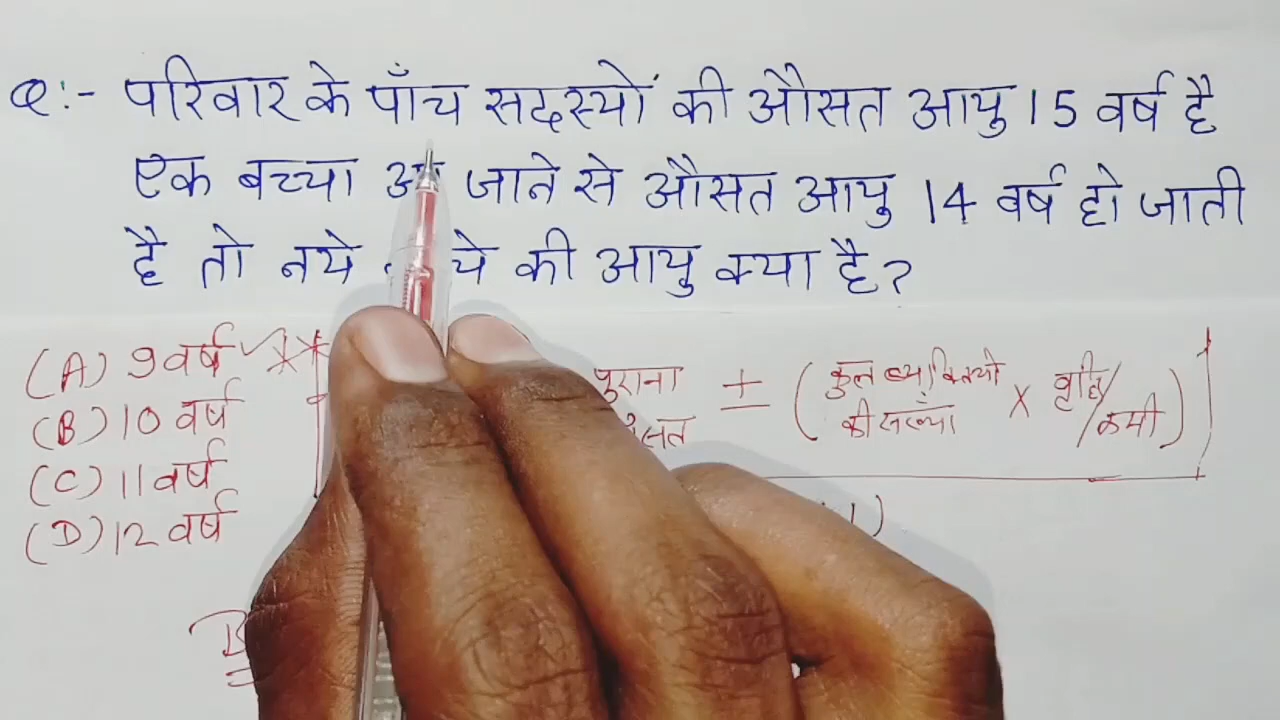 Q:- परिवार के पाँच सदस्यों की औसत आयु 15 वर्ष है
एक बच्चा आ जाने से औसत आयु 14 वर्ष हो जाती
है तो नये की आयु क्या है?
(A) 9 वर्ष ✓
(B) 10 वर्ष
(C) 11 वर्ष
(D) 12 वर्ष
पुराना ± (कुल व्यक्तियो की संख्या × वृद्धि/कमी)